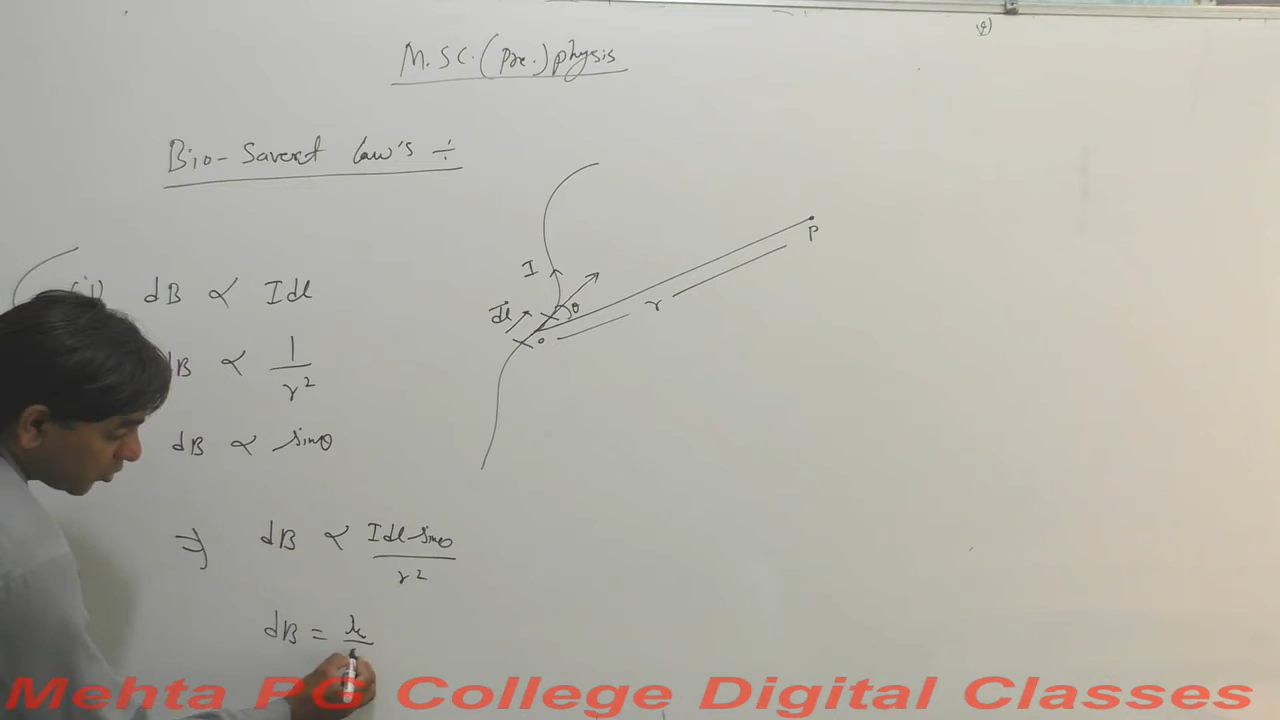 M.SC.(Pre.) physis
Bio-Savert law's ÷
(i) dB ∝ Idl
dB ∝ 1/r²
dB ∝ sinθ
⇒ dB ∝ Idl sinθ/r²
dB =
I
dl
θ
o
r
P
Mehta PG College Digital Classes